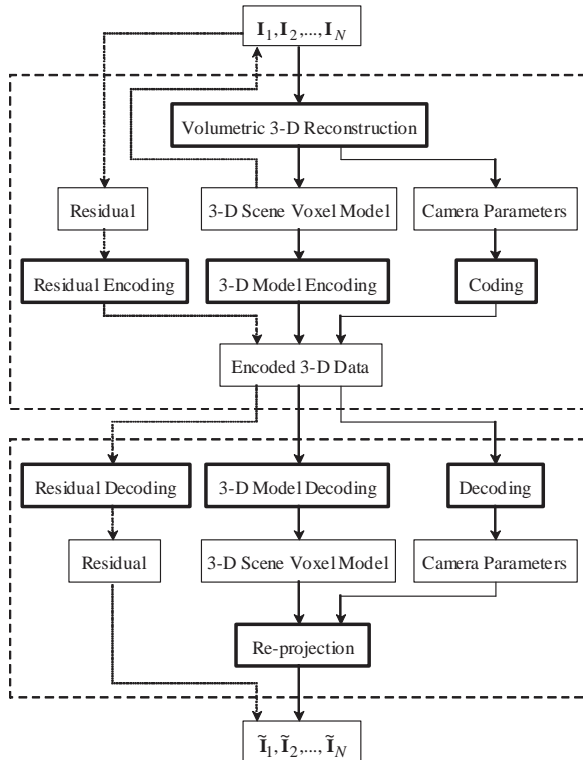 I₁, I₂,..., I_N
Volumetric 3-D Reconstruction
Residual
3-D Scene Voxel Model
Camera Parameters
Residual Encoding
3-D Model Encoding
Coding
Encoded 3-D Data
Residual Decoding
3-D Model Decoding
Decoding
Residual
3-D Scene Voxel Model
Camera Parameters
Re-projection
Ĩ₁, Ĩ₂,..., Ĩ_N